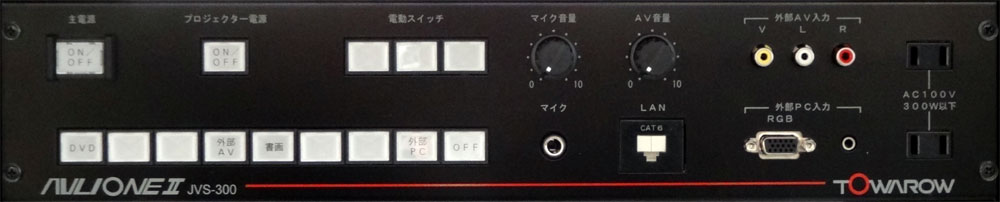 主電源
プロジェクター電源
電動スイッチ
マイク音量
AV音量
外部AV入力
V L R
ON/OFF
ON/OFF
0 10
0 10
AC100V
300W以下
マイク
LAN
外部PC入力
RGB
CAT6
DVD
外部AV
書画
外部PC
OFF
AVLIONEII JVS-300
TOWAROW